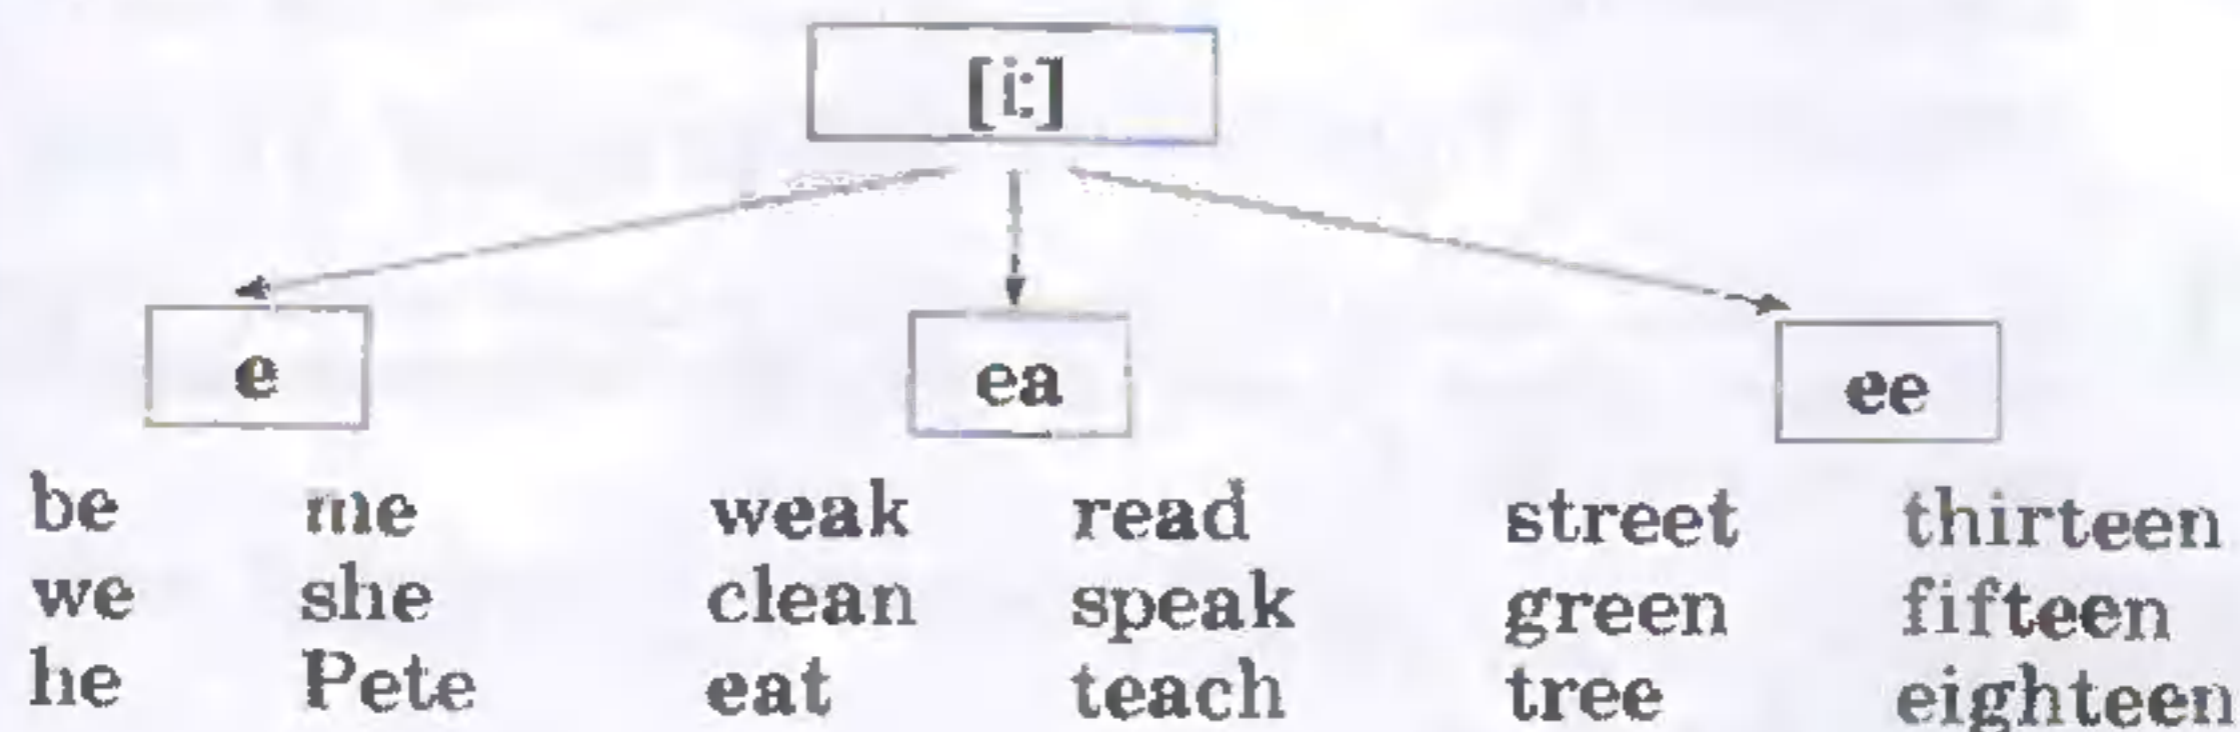 [i:]
e ea ee
be me weak read street thirteen
we she clean speak green fifteen
he Pete eat teach tree eighteen